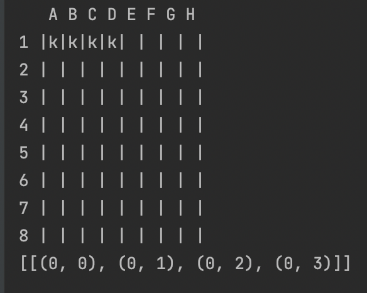 A B C D E F G H
1 |k|k|k|k| | | | |
2 | | | | | | | | |
3 | | | | | | | | |
4 | | | | | | | | |
5 | | | | | | | | |
6 | | | | | | | | |
7 | | | | | | | | |
8 | | | | | | | | |
[[(0, 0), (0, 1), (0, 2), (0, 3)]]